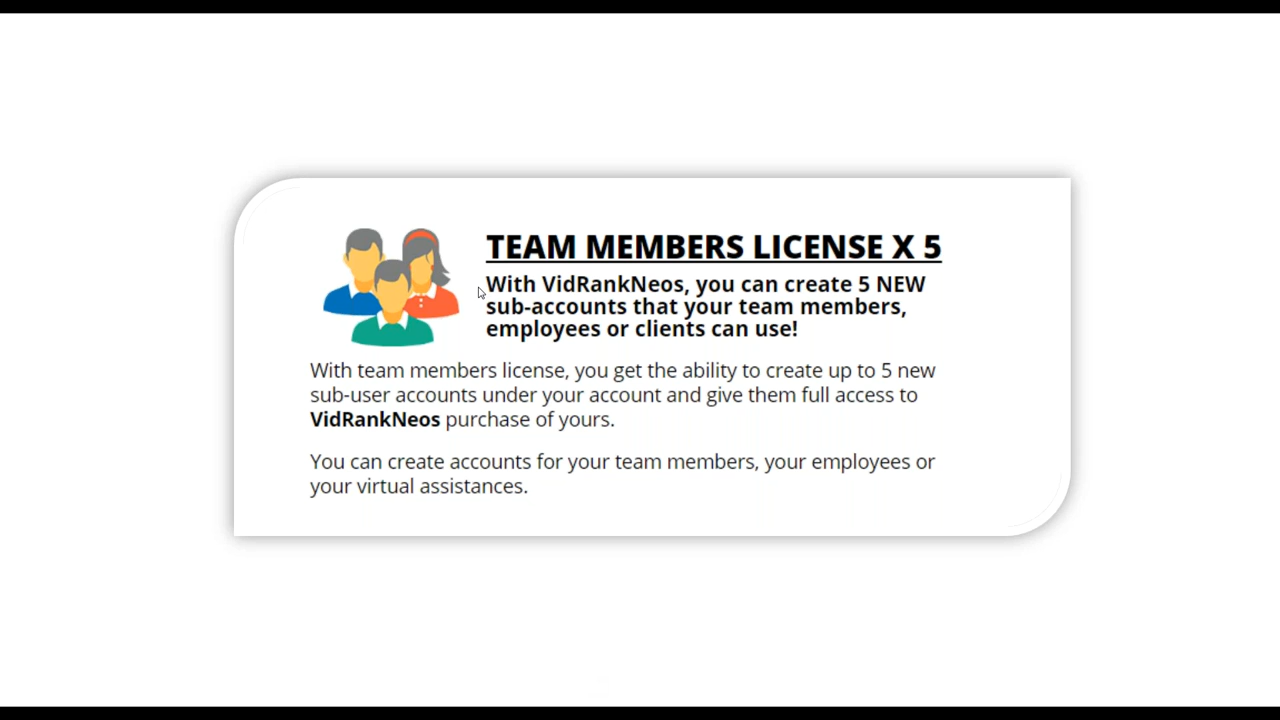 TEAM MEMBERS LICENSE X 5
With VidRankNeos, you can create 5 NEW
sub-accounts that your team members,
employees or clients can use!
With team members license, you get the ability to create up to 5 new
sub-user accounts under your account and give them full access to
VidRankNeos purchase of yours.
You can create accounts for your team members, your employees or
your virtual assistances.